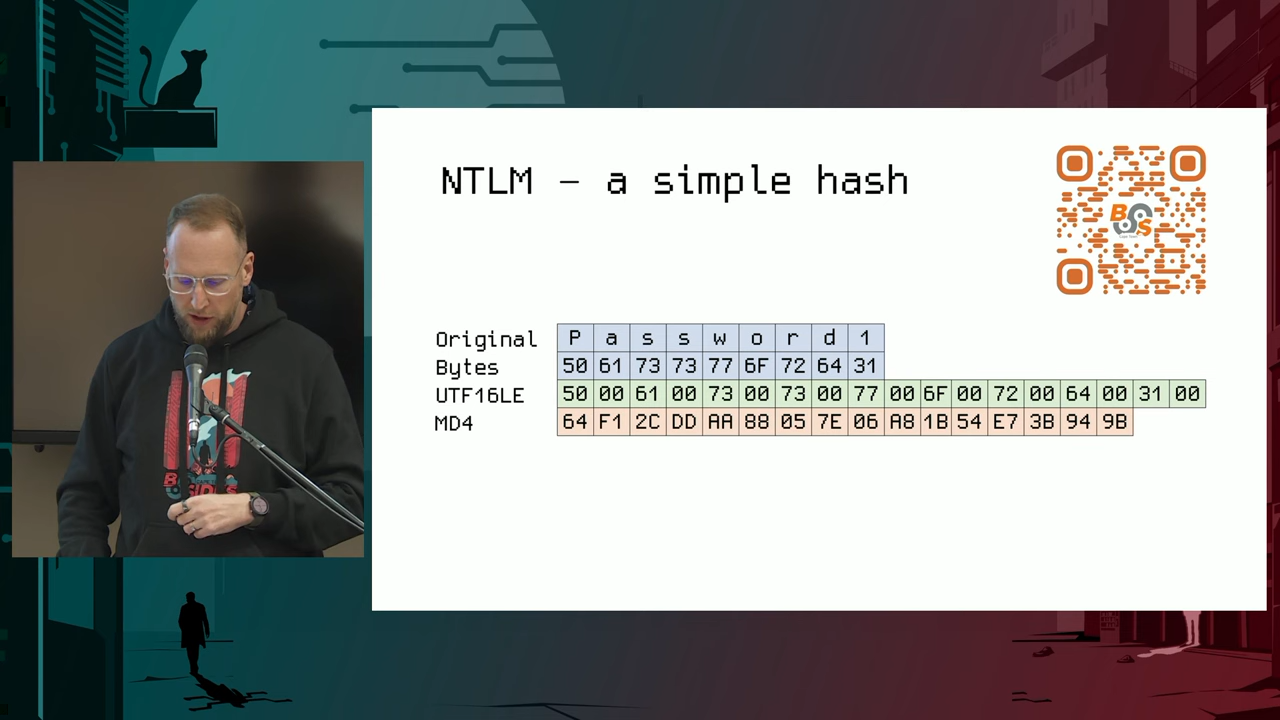 NTLM – a simple hash
BSS
Original P a s s w o r d 1
Bytes 50 61 73 73 77 6F 72 64 31
UTF16LE 50 00 61 00 73 00 73 00 77 00 6F 00 72 00 64 00 31 00
MD4 64 F1 2C DD AA 88 05 7E 06 A8 1B 54 E7 3B 94 9B